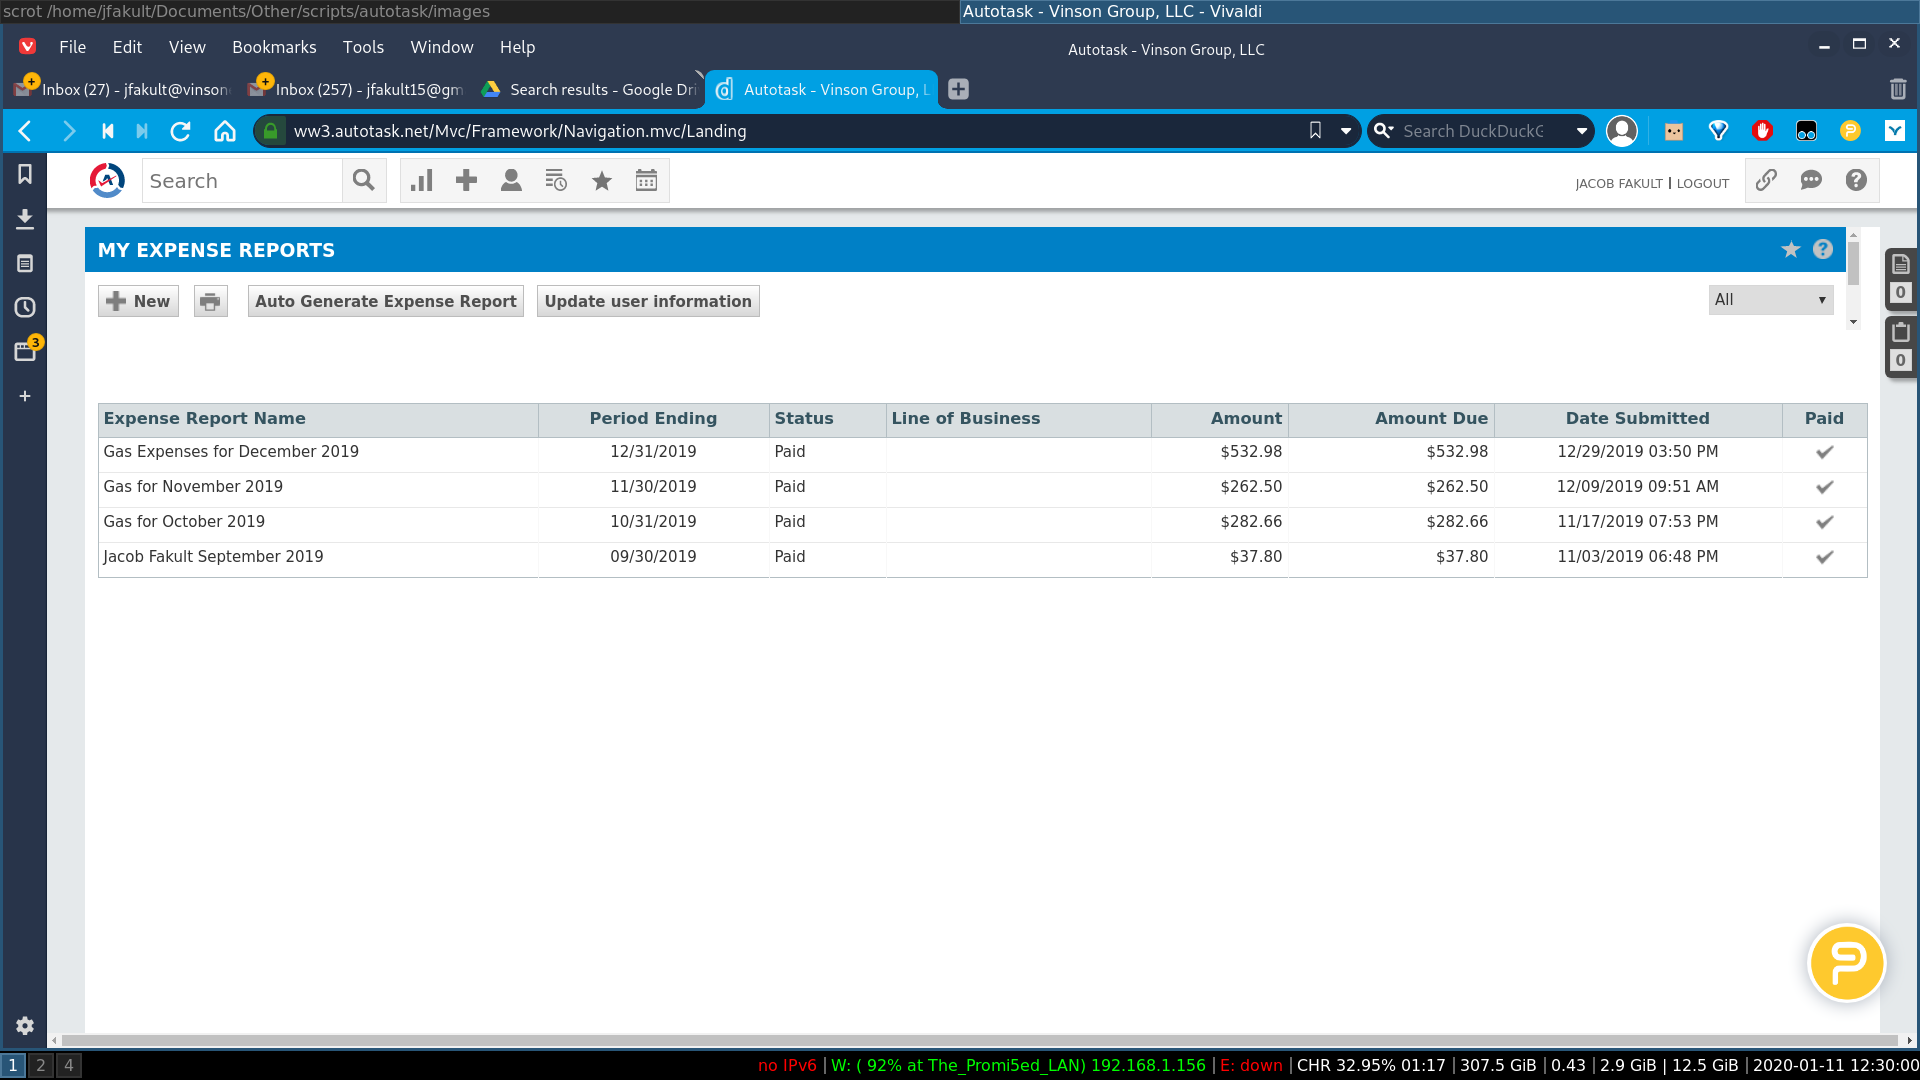 scrot /home/jfakult/Documents/Other/scripts/autotask/images
Autotask - Vinson Group, LLC - Vivaldi
File Edit View Bookmarks Tools Window Help
Autotask - Vinson Group, LLC
Inbox (27) - jfakult@vinson
Inbox (257) - jfakult15@gm
Search results - Google Dri
Autotask - Vinson Group, L
ww3.autotask.net/Mvc/Framework/Navigation.mvc/Landing
Search DuckDuckG
Search
JACOB FAKULT | LOGOUT
MY EXPENSE REPORTS
New
Auto Generate Expense Report
Update user information
All
0
0
3
Expense Report Name Period Ending Status Line of Business Amount Amount Due Date Submitted Paid
Gas Expenses for December 2019 12/31/2019 Paid $532.98 $532.98 12/29/2019 03:50 PM
Gas for November 2019 11/30/2019 Paid $262.50 $262.50 12/09/2019 09:51 AM
Gas for October 2019 10/31/2019 Paid $282.66 $282.66 11/17/2019 07:53 PM
Jacob Fakult September 2019 09/30/2019 Paid $37.80 $37.80 11/03/2019 06:48 PM
1 2 4
no IPv6 | W: ( 92% at The_Promi5ed_LAN) 192.168.1.156 | E: down | CHR 32.95% 01:17 | 307.5 GiB | 0.43 | 2.9 GiB | 12.5 GiB | 2020-01-11 12:30:00